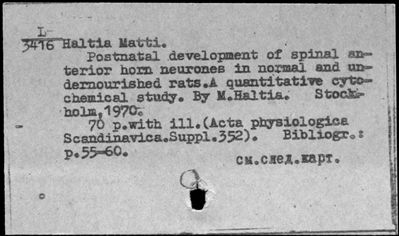 L-
3416 Haltia Matti.
Postnatal development of spinal an-
terior horn neurones in normal and un-
dernourished rats.A quantitative cyto-
chemical study. By M.Haltia. Stock-
holm,1970.
70 p.with ill.(Acta physiologica
Scandinavica.Suppl.352). Bibliogr.:
p.55-60.
см.след.карт.